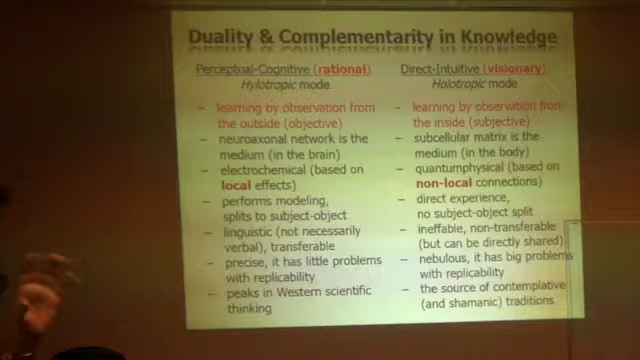 Duality & Complementarity in Knowledge
Perceptual-Cognitive (rational)
Hylotropic mode
– learning by observation from
the outside (objective)
– neuroaxonal network is the
medium (in the brain)
– electrochemical (based on
local effects)
– performs modeling,
splits to subject-object
– linguistic (not necessarily
verbal), transferable
– precise, it has little problems
with replicability
– peaks in Western scientific
thinking
Direct-Intuitive (visionary)
Holotropic mode
– learning by observation from
the inside (subjective)
– subcellular matrix is the
medium (in the body)
– quantumphysical (based on
non-local connections)
– direct experience,
no subject-object split
– ineffable, non-transferable
(but can be directly shared)
– nebulous, it has big problems
with replicability
– the source of contemplative
(and shamanic) traditions